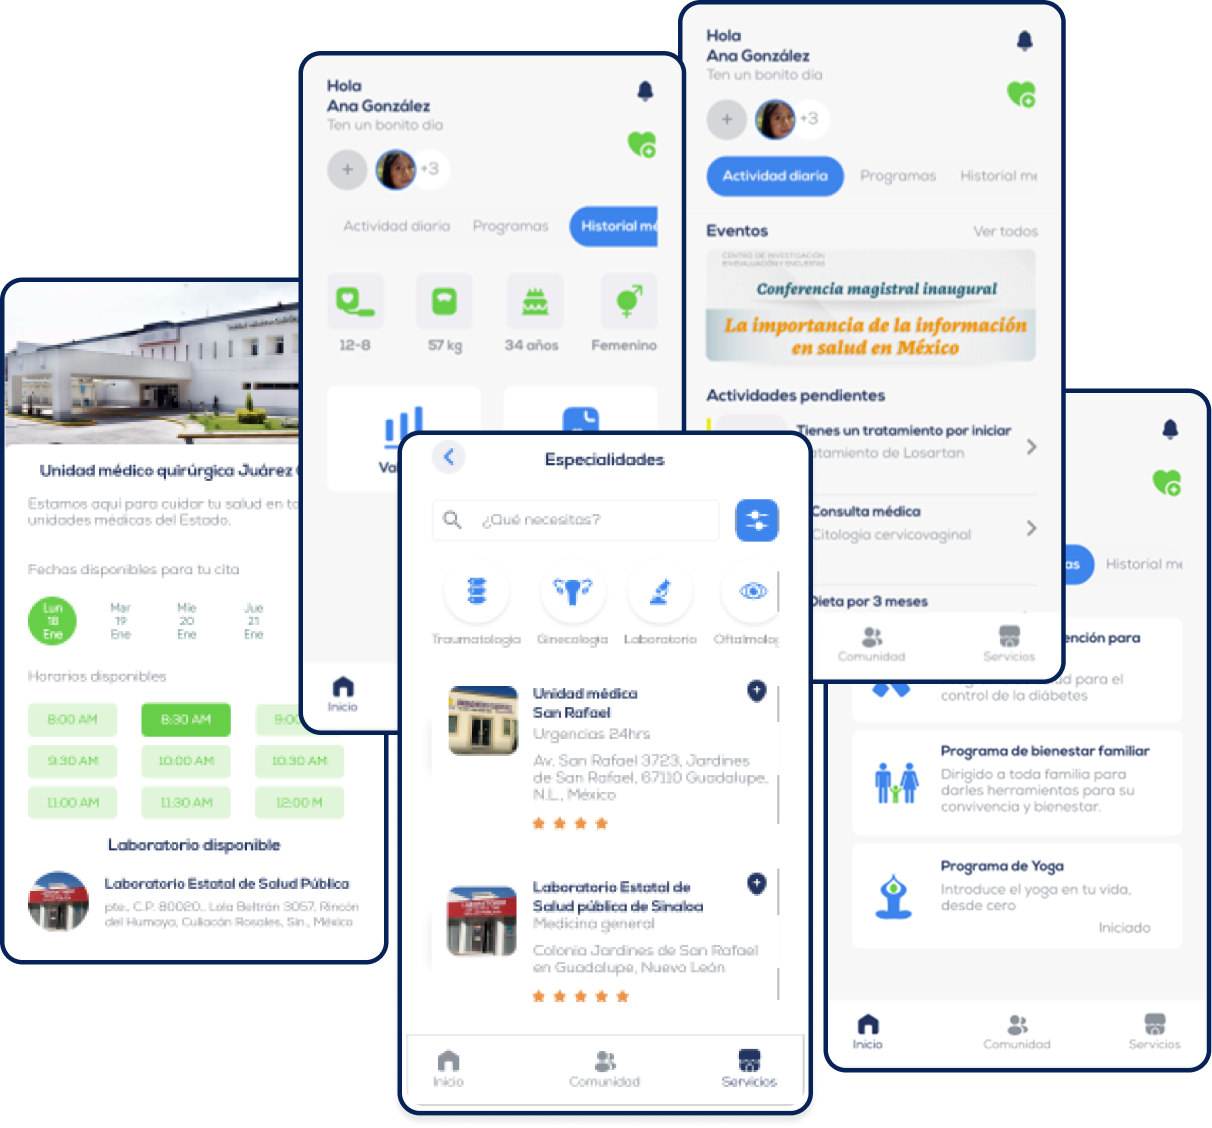 Hola
Ana González
Ten un bonito día
+
+3
Actividad diaria
Programas
Historial mé
12-8
57 kg
34 años
Femenino
Va
Hola
Ana González
Ten un bonito día
+
+3
Actividad diaria
Programas
Historial me
Eventos
Ver todos
CENTRO DE INVESTIGACIÓN
EN EVALUACIÓN Y ENCUESTAS
Conferencia magistral inaugural
La importancia de la información
en salud en México
Actividades pendientes
Tienes un tratamiento por iniciar
atamiento de Losartan
Consulta médica
Citología cervicovaginal
Dieta por 3 meses
Comunidad
Servicios
Unidad médico quirúrgica Juárez
Estamos aquí para cuidar tu salud en to
unidades médicas del Estado.
Fechas disponibles para tu cita
Lun
18
Ene
Mar
19
Ene
Mie
20
Ene
Jue
21
Ene
Horarios disponibles
8:00 AM
8:30 AM
9:00
9:30 AM
10:00 AM
10:30 AM
11:00 AM
11:30 AM
12:00 M
Laboratorio disponible
Laboratorio Estatal de Salud Pública
pte., C.P. 80020., Lola Beltrán 3057, Rincón
del Humaya, Culiacán Rosales, Sin., México
Inicio
Especialidades
¿Qué necesitas?
Traumatología
Ginecología
Laboratorio
Oftalmolog
Unidad médica
San Rafael
Urgencias 24hrs
Av. San Rafael 3723, Jardines
de San Rafael, 67110 Guadalupe,
N.L., México
Laboratorio Estatal de
Salud pública de Sinaloa
Medicina general
Colonia Jardines de San Rafael
en Guadalupe, Nuevo León
Inicio
Comunidad
Servicios
as
Historial me
ención para
ud para el
control de la diábetes
Programa de bienestar familiar
Dirigido a toda familia para
darles herramientas para su
convivencia y bienestar.
Programa de Yoga
Introduce el yoga en tu vida,
desde cero
Iniciado
Inicio
Comunidad
Servicios